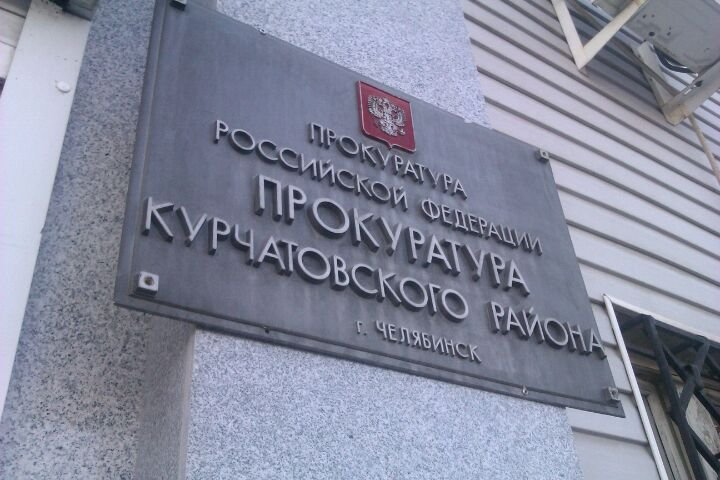 ПРОКУРАТУРА
РОССИЙСКОЙ ФЕДЕРАЦИИ
ПРОКУРАТУРА
КУРЧАТОВСКОГО РАЙОНА
г. ЧЕЛЯБИНСК